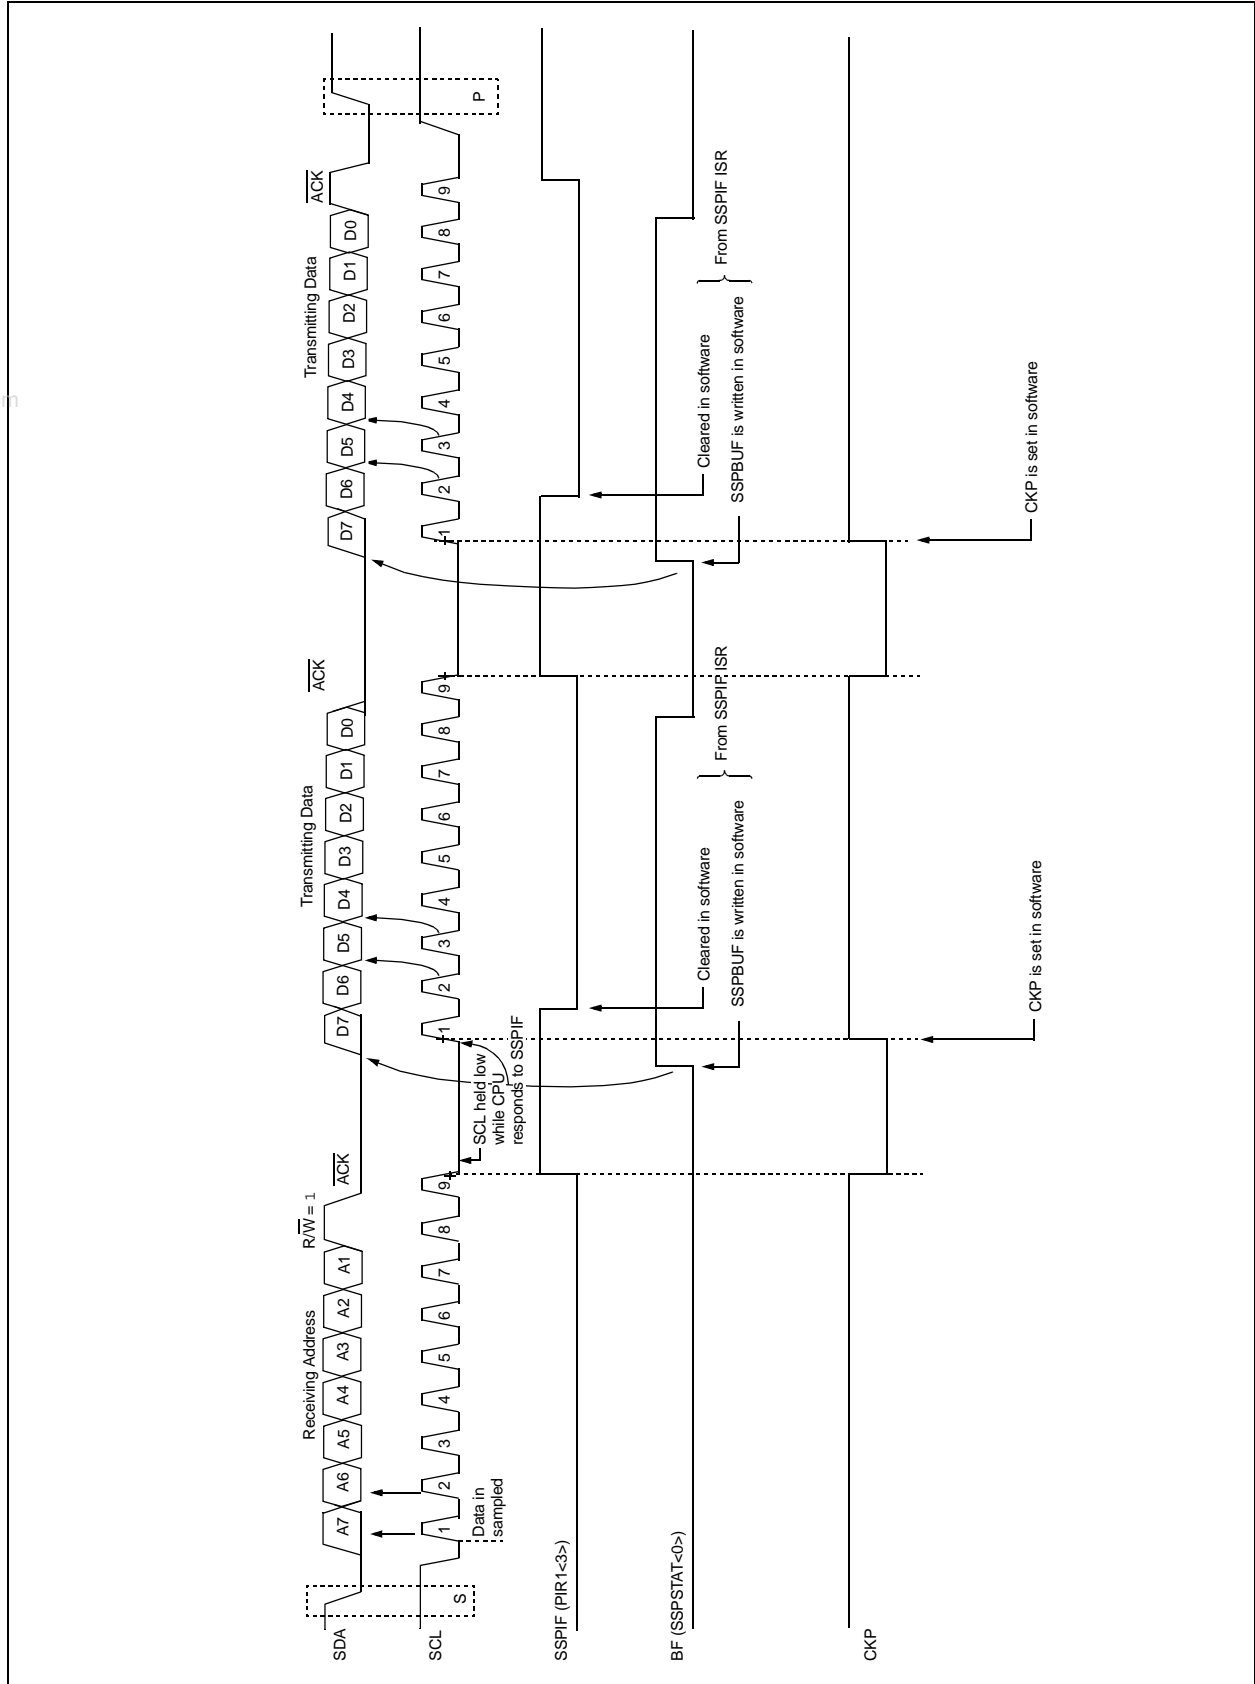 Receiving Address
R/W = 1
ACK
Transmitting Data
ACK
Transmitting Data
ACK
SDA
A7 A6 A5 A4 A3 A2 A1
D7 D6 D5 D4 D3 D2 D1 D0
D7 D6 D5 D4 D3 D2 D1 D0
SCL
S
1 2 3 4 5 6 7 8 9
1 2 3 4 5 6 7 8 9
1 2 3 4 5 6 7 8 9
P
Data in
sampled
SCL held low
while CPU
responds to SSPIF
SSPIF (PIR1<3>)
BF (SSPSTAT<0>)
Cleared in software
SSPBUF is written in software
From SSPIF ISR
Cleared in software
SSPBUF is written in software
From SSPIF ISR
CKP
CKP is set in software
CKP is set in software
m